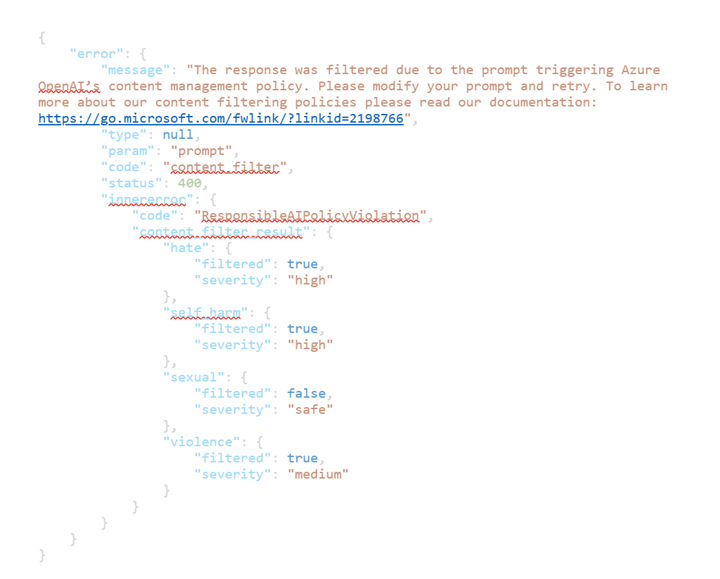 {
"error": {
"message": "The response was filtered due to the prompt triggering Azure
OpenAI’s content management policy. Please modify your prompt and retry. To learn
more about our content filtering policies please read our documentation:
https://go.microsoft.com/fwlink/?linkid=2198766",
"type": null,
"param": "prompt",
"code": "content_filter",
"status": 400,
"innererror": {
"code": "ResponsibleAIPolicyViolation",
"content_filter_result": {
"hate": {
"filtered": true,
"severity": "high"
},
"self_harm": {
"filtered": true,
"severity": "high"
},
"sexual": {
"filtered": false,
"severity": "safe"
},
"violence": {
"filtered": true,
"severity": "medium"
}
}
}
}
}